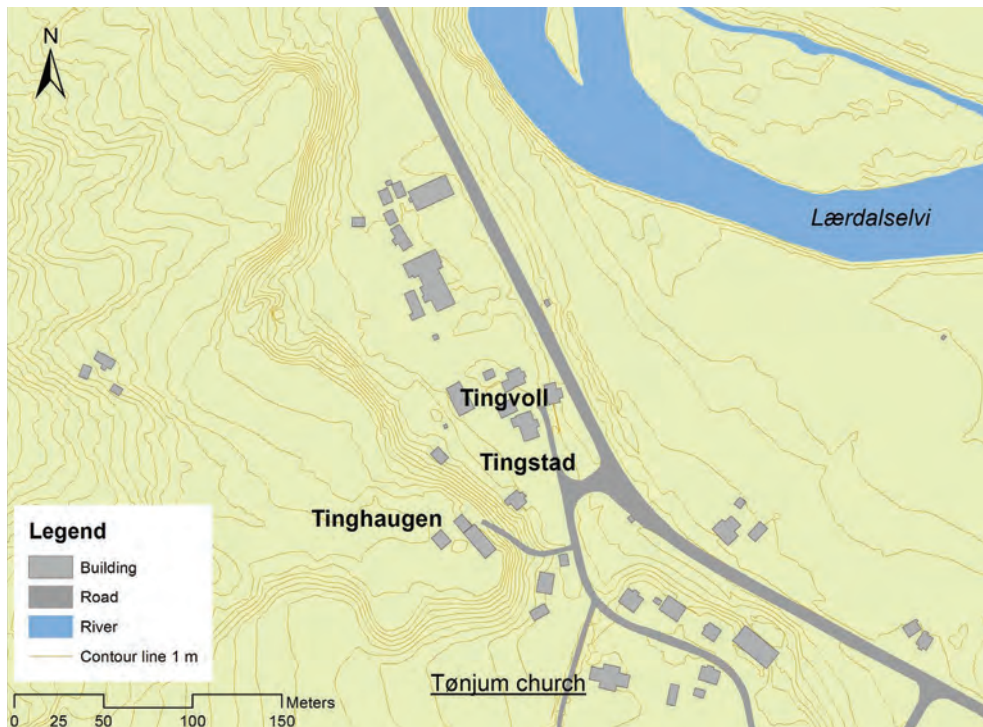 N
Lærdalselvi
Tingvoll
Tingstad
Tinghaugen
Legend
Building
Road
River
Contour line 1 m
Meters
0 25 50 100 150
Tønjum church